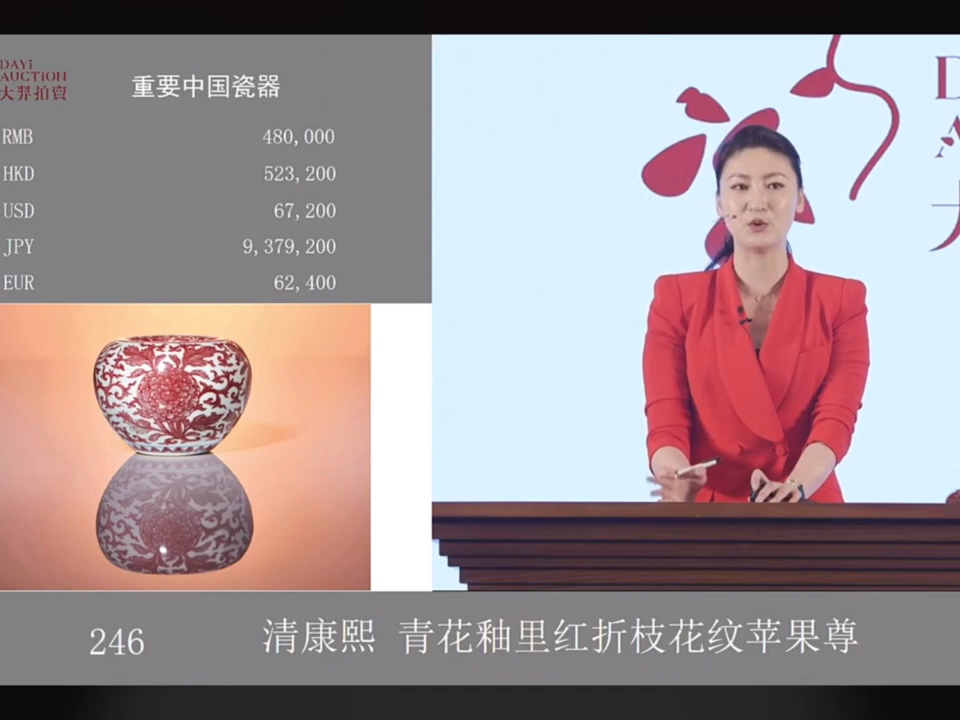 DAYi
AUCTION
大羿拍賣
重要中国瓷器
RMB 480,000
HKD 523,200
USD 67,200
JPY 9,379,200
EUR 62,400
246 清康熙 青花釉里红折枝花纹苹果尊